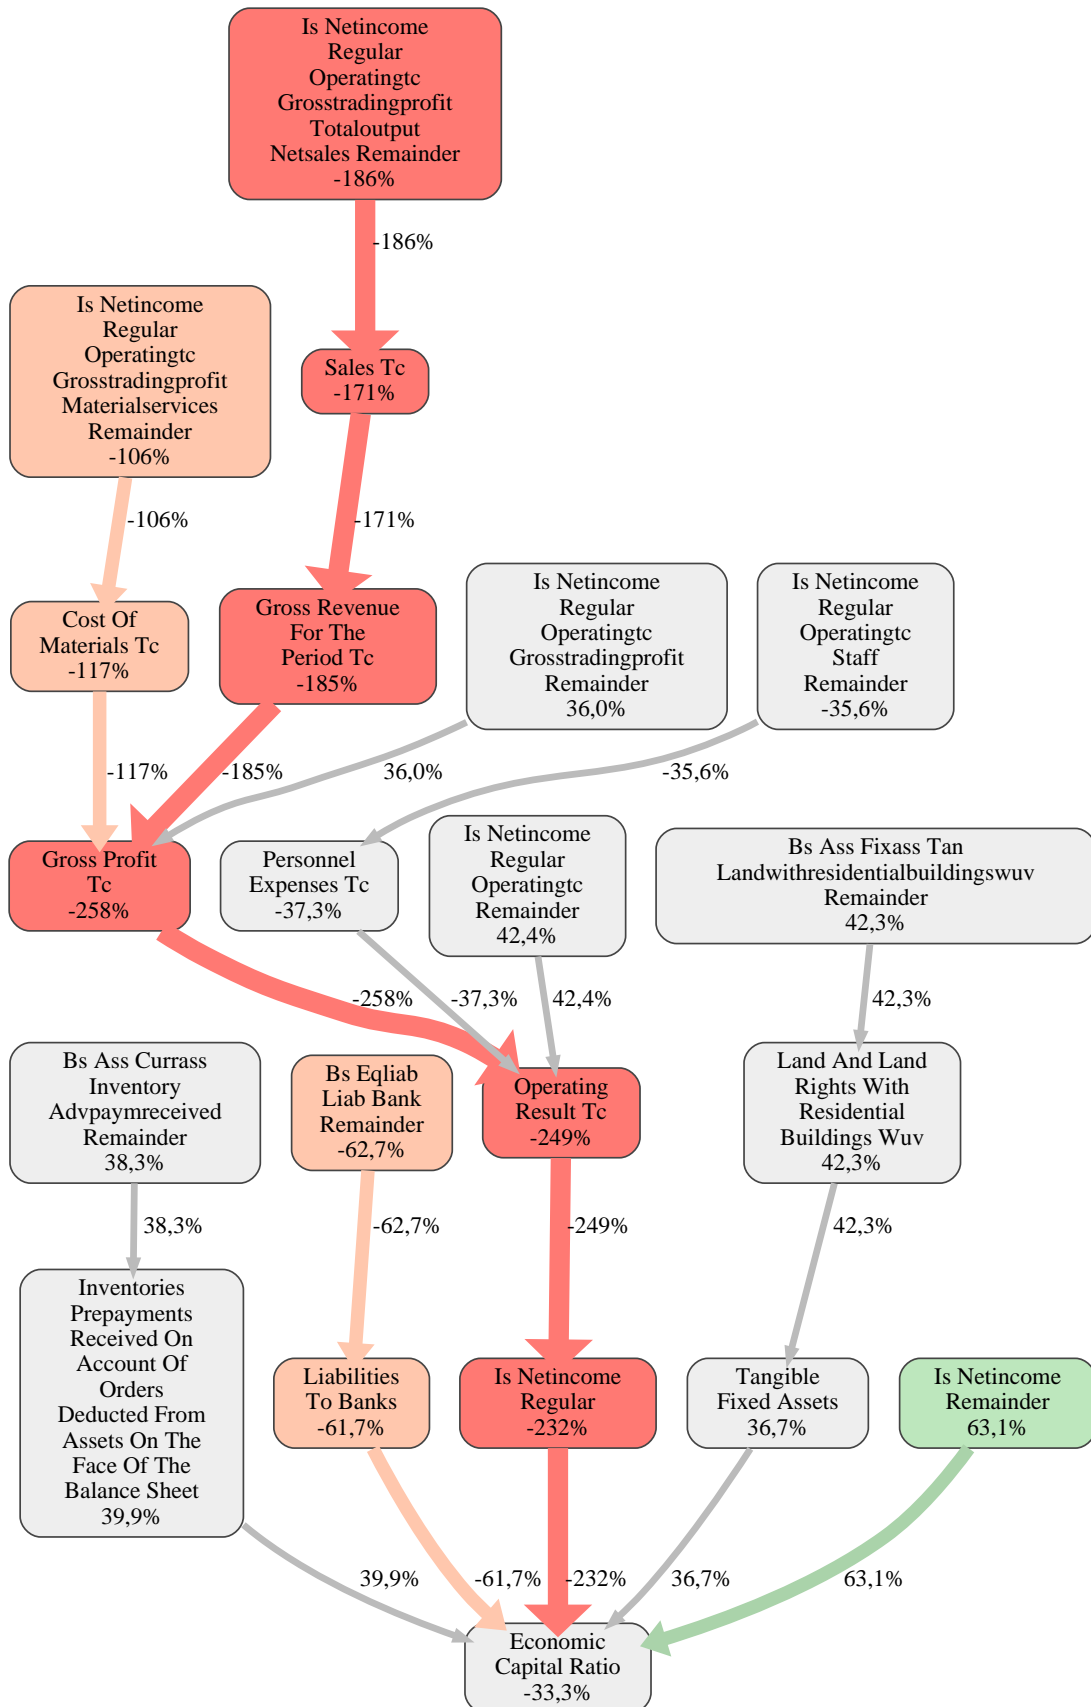 Is Netincome
Regular
Operatingtc
Grosstradingprofit
Totaloutput
Netsales Remainder
-186%
-186%
Is Netincome
Regular
Operatingtc
Grosstradingprofit
Materialservices
Remainder
-106%
Sales Tc
-171%
-106%
-171%
Cost Of
Materials Tc
-117%
Gross Revenue
For The
Period Tc
-185%
Is Netincome
Regular
Operatingtc
Grosstradingprofit
Remainder
36,0%
Is Netincome
Regular
Operatingtc
Staff
Remainder
-35,6%
-117%
-185%
36,0%
-35,6%
Gross Profit
Tc
-258%
Personnel
Expenses Tc
-37,3%
Is Netincome
Regular
Operatingtc
Remainder
42,4%
Bs Ass Fixass Tan
Landwithresidentialbuildingswuv
Remainder
42,3%
-258%
-37,3%
42,4%
42,3%
Bs Ass Currass
Inventory
Advpaymreceived
Remainder
38,3%
Bs Eqliab
Liab Bank
Remainder
-62,7%
Operating
Result Tc
-249%
Land And Land
Rights With
Residential
Buildings Wuv
42,3%
38,3%
-62,7%
-249%
42,3%
Inventories
Prepayments
Received On
Account Of
Orders
Deducted From
Assets On The
Face Of The
Balance Sheet
39,9%
Liabilities
To Banks
-61,7%
Is Netincome
Regular
-232%
Tangible
Fixed Assets
36,7%
Is Netincome
Remainder
63,1%
39,9%
-61,7%
-232%
36,7%
63,1%
Economic
Capital Ratio
-33,3%